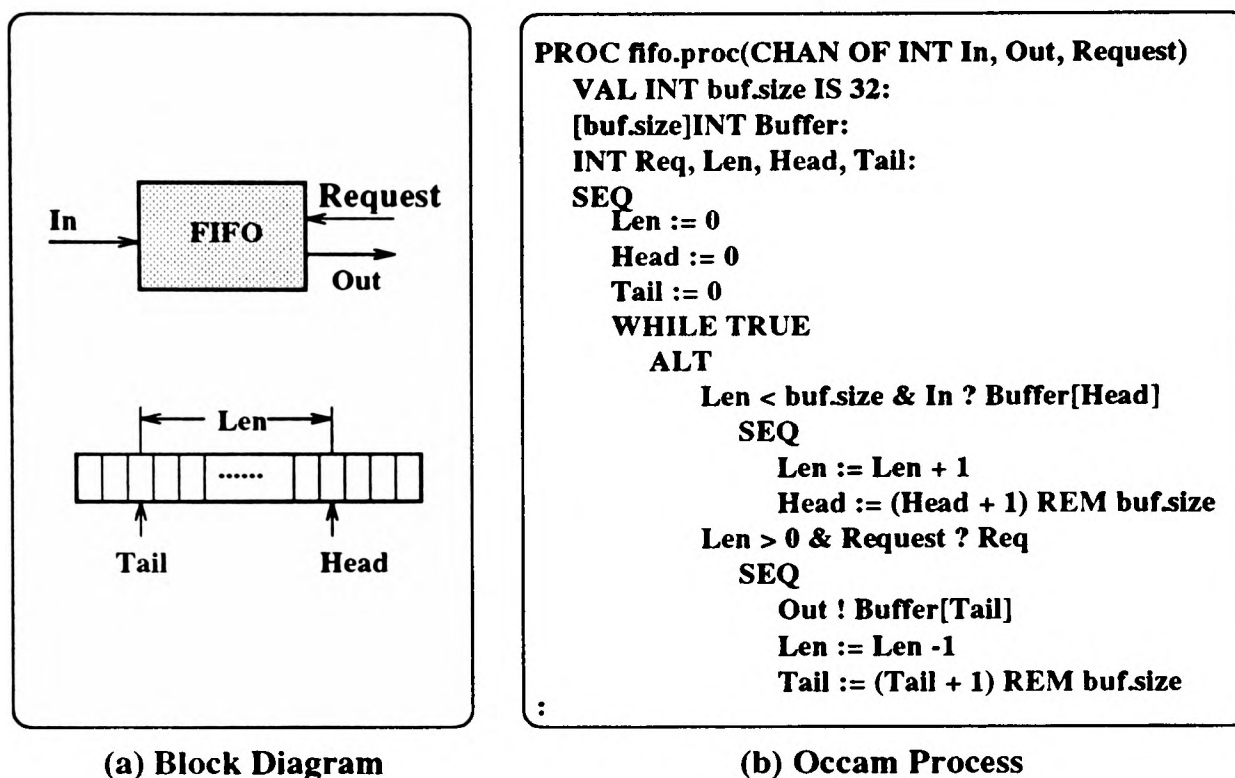 In
FIFO
Request
Out
Len
......
Tail
Head
(a) Block Diagram
PROC fifo.proc(CHAN OF INT In, Out, Request)
VAL INT buf.size IS 32:
[buf.size]INT Buffer:
INT Req, Len, Head, Tail:
SEQ
Len := 0
Head := 0
Tail := 0
WHILE TRUE
ALT
Len < buf.size & In ? Buffer[Head]
SEQ
Len := Len + 1
Head := (Head + 1) REM buf.size
Len > 0 & Request ? Req
SEQ
Out ! Buffer[Tail]
Len := Len -1
Tail := (Tail + 1) REM buf.size
:
(b) Occam Process